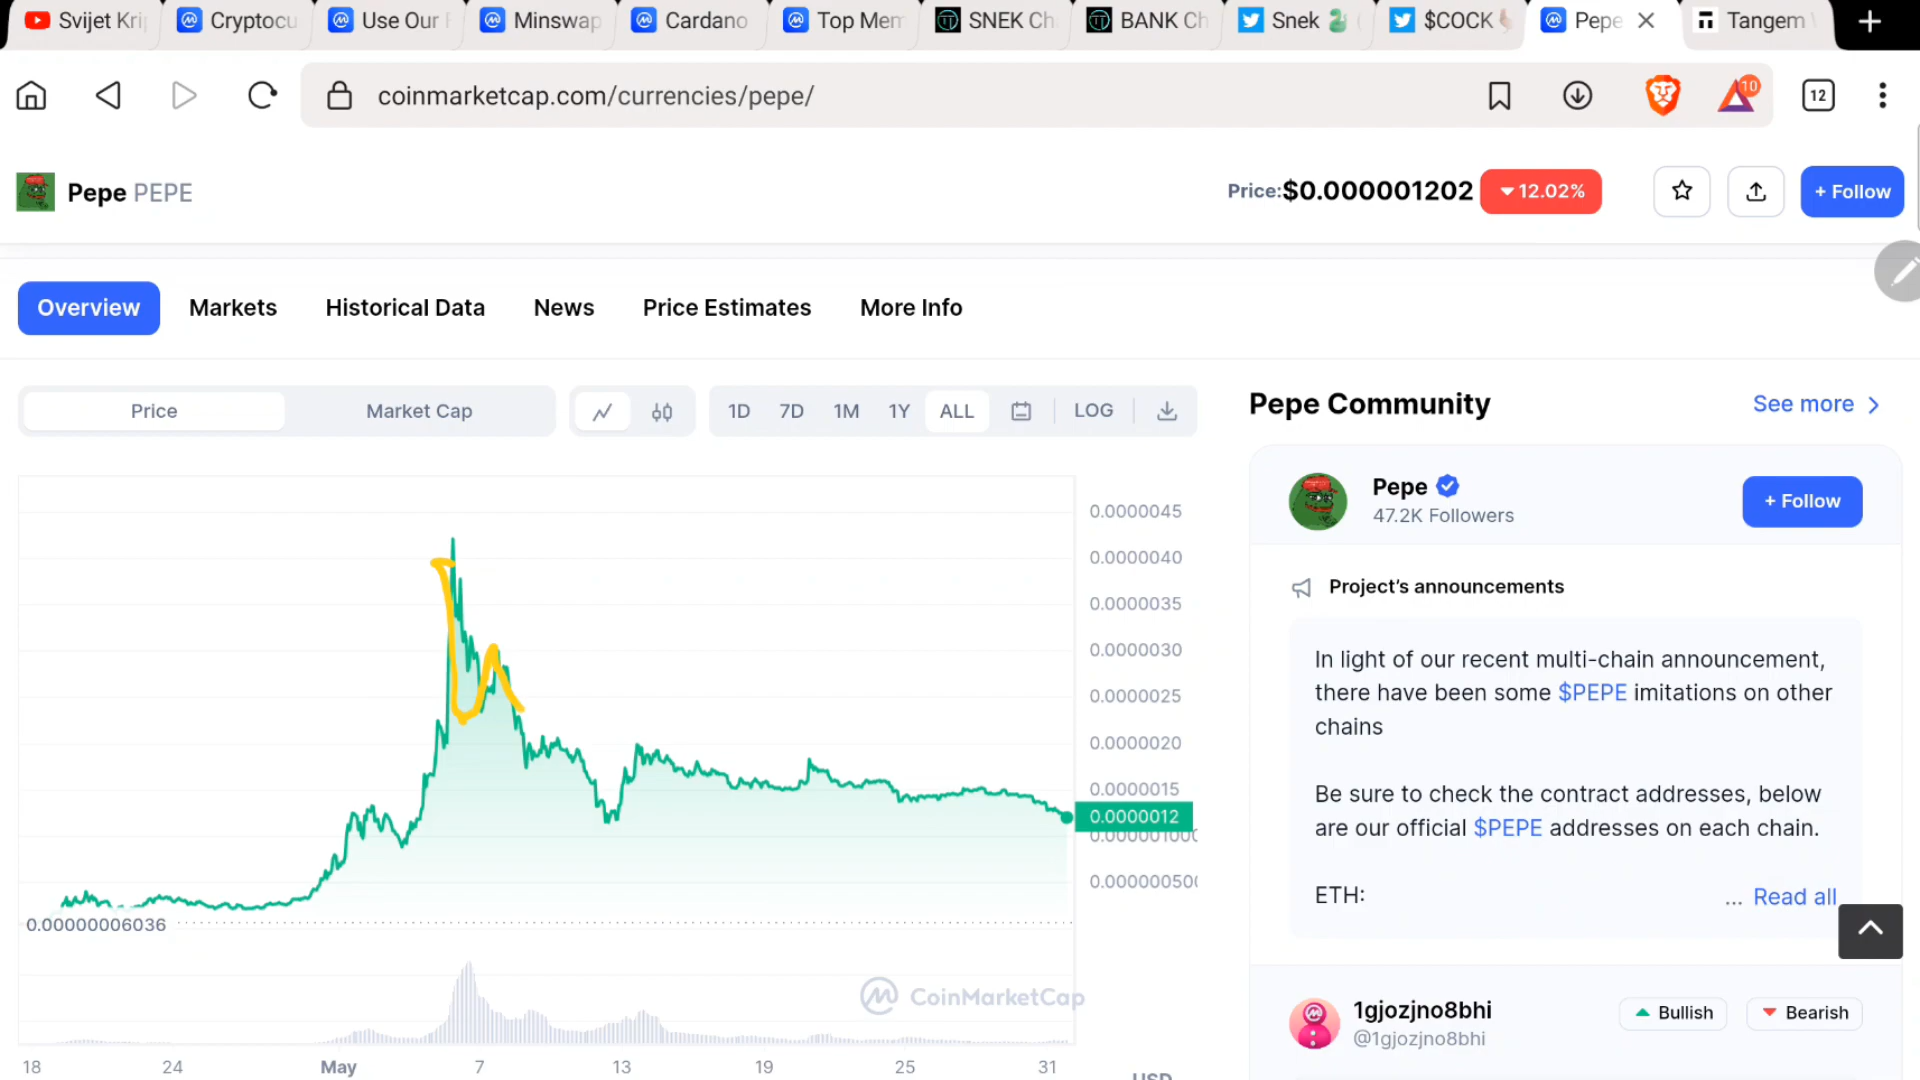 Svijet Kri
Cryptocu
Use Our
Minswap
Cardano
Top Mem
SNEK Ch
BANK Ch
Snek
$COCK
Pepe
Tangem
coinmarketcap.com/currencies/pepe/
10
12
Pepe PEPE
Price:$0.000001202
12.02%
+ Follow
Overview
Markets
Historical Data
News
Price Estimates
More Info
Price
Market Cap
1D
7D
1M
1Y
ALL
LOG
0.0000045
0.0000040
0.0000035
0.0000030
0.0000025
0.0000020
0.0000015
0.0000012
0.000000100
0.000000500
0.00000006036
CoinMarketCap
18
24
May
7
13
19
25
31
USD
Pepe Community
See more
Pepe
47.2K Followers
+ Follow
Project's announcements
In light of our recent multi-chain announcement,
there have been some $PEPE imitations on other
chains
Be sure to check the contract addresses, below
are our official $PEPE addresses on each chain.
ETH:
... Read all
1gjozjno8bhi
@1gjozjno8bhi
Bullish
Bearish